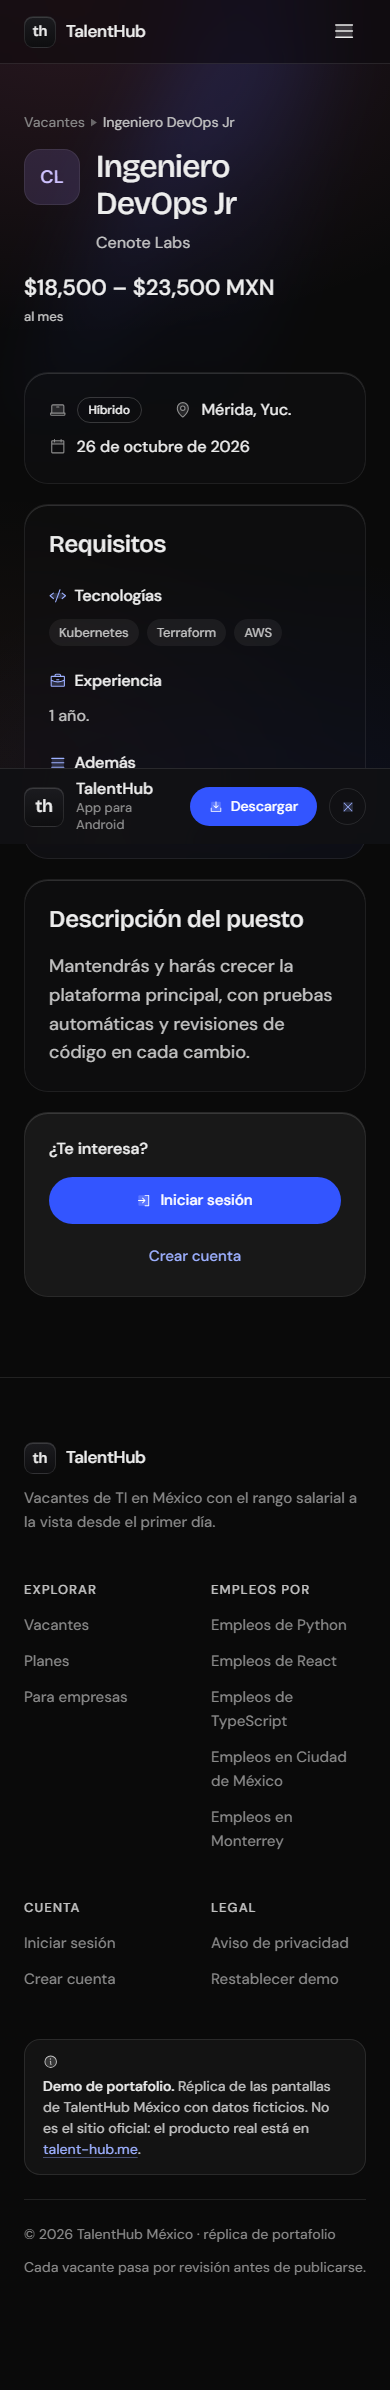 th TalentHub
Vacantes Ingeniero DevOps Jr
CL
Ingeniero
DevOps Jr
Cenote Labs
$18,500 – $23,500 MXN
al mes
Híbrido
Mérida, Yuc.
26 de octubre de 2026
Requisitos
Tecnologías
Kubernetes Terraform AWS
Experiencia
1 año.
Además
th
TalentHub
App para
Android
Descargar
Descripción del puesto
Mantendrás y harás crecer la
plataforma principal, con pruebas
automáticas y revisiones de
código en cada cambio.
¿Te interesa?
Iniciar sesión
Crear cuenta
th TalentHub
Vacantes de TI en México con el rango salarial a
la vista desde el primer día.
EXPLORAR
Vacantes
Planes
Para empresas
EMPLEOS POR
Empleos de Python
Empleos de React
Empleos de
TypeScript
Empleos en Ciudad
de México
Empleos en
Monterrey
CUENTA
Iniciar sesión
Crear cuenta
LEGAL
Aviso de privacidad
Restablecer demo
Demo de portafolio. Réplica de las pantallas
de TalentHub México con datos ficticios. No
es el sitio oficial: el producto real está en
talent-hub.me.
© 2026 TalentHub México · réplica de portafolio
Cada vacante pasa por revisión antes de publicarse.